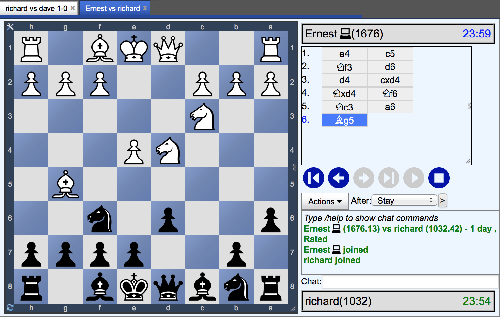 richard vs dave 1-0
Ernest vs richard
Ernest (1676) 23:59
1. e4 c5
2. ♘f3 d6
3. d4 cxd4
4. ♘xd4 ♘f6
5. ♘c3 a6
6. ♗g5
Actions After: Stay >
Type /help to show chat commands
Ernest (1676.13) vs richard (1032.42) - 1 day ,
Rated
Ernest joined
richard joined
Chat:
richard(1032) 23:54
1
2
3
4
5
6
7
8
h g f e d c b a